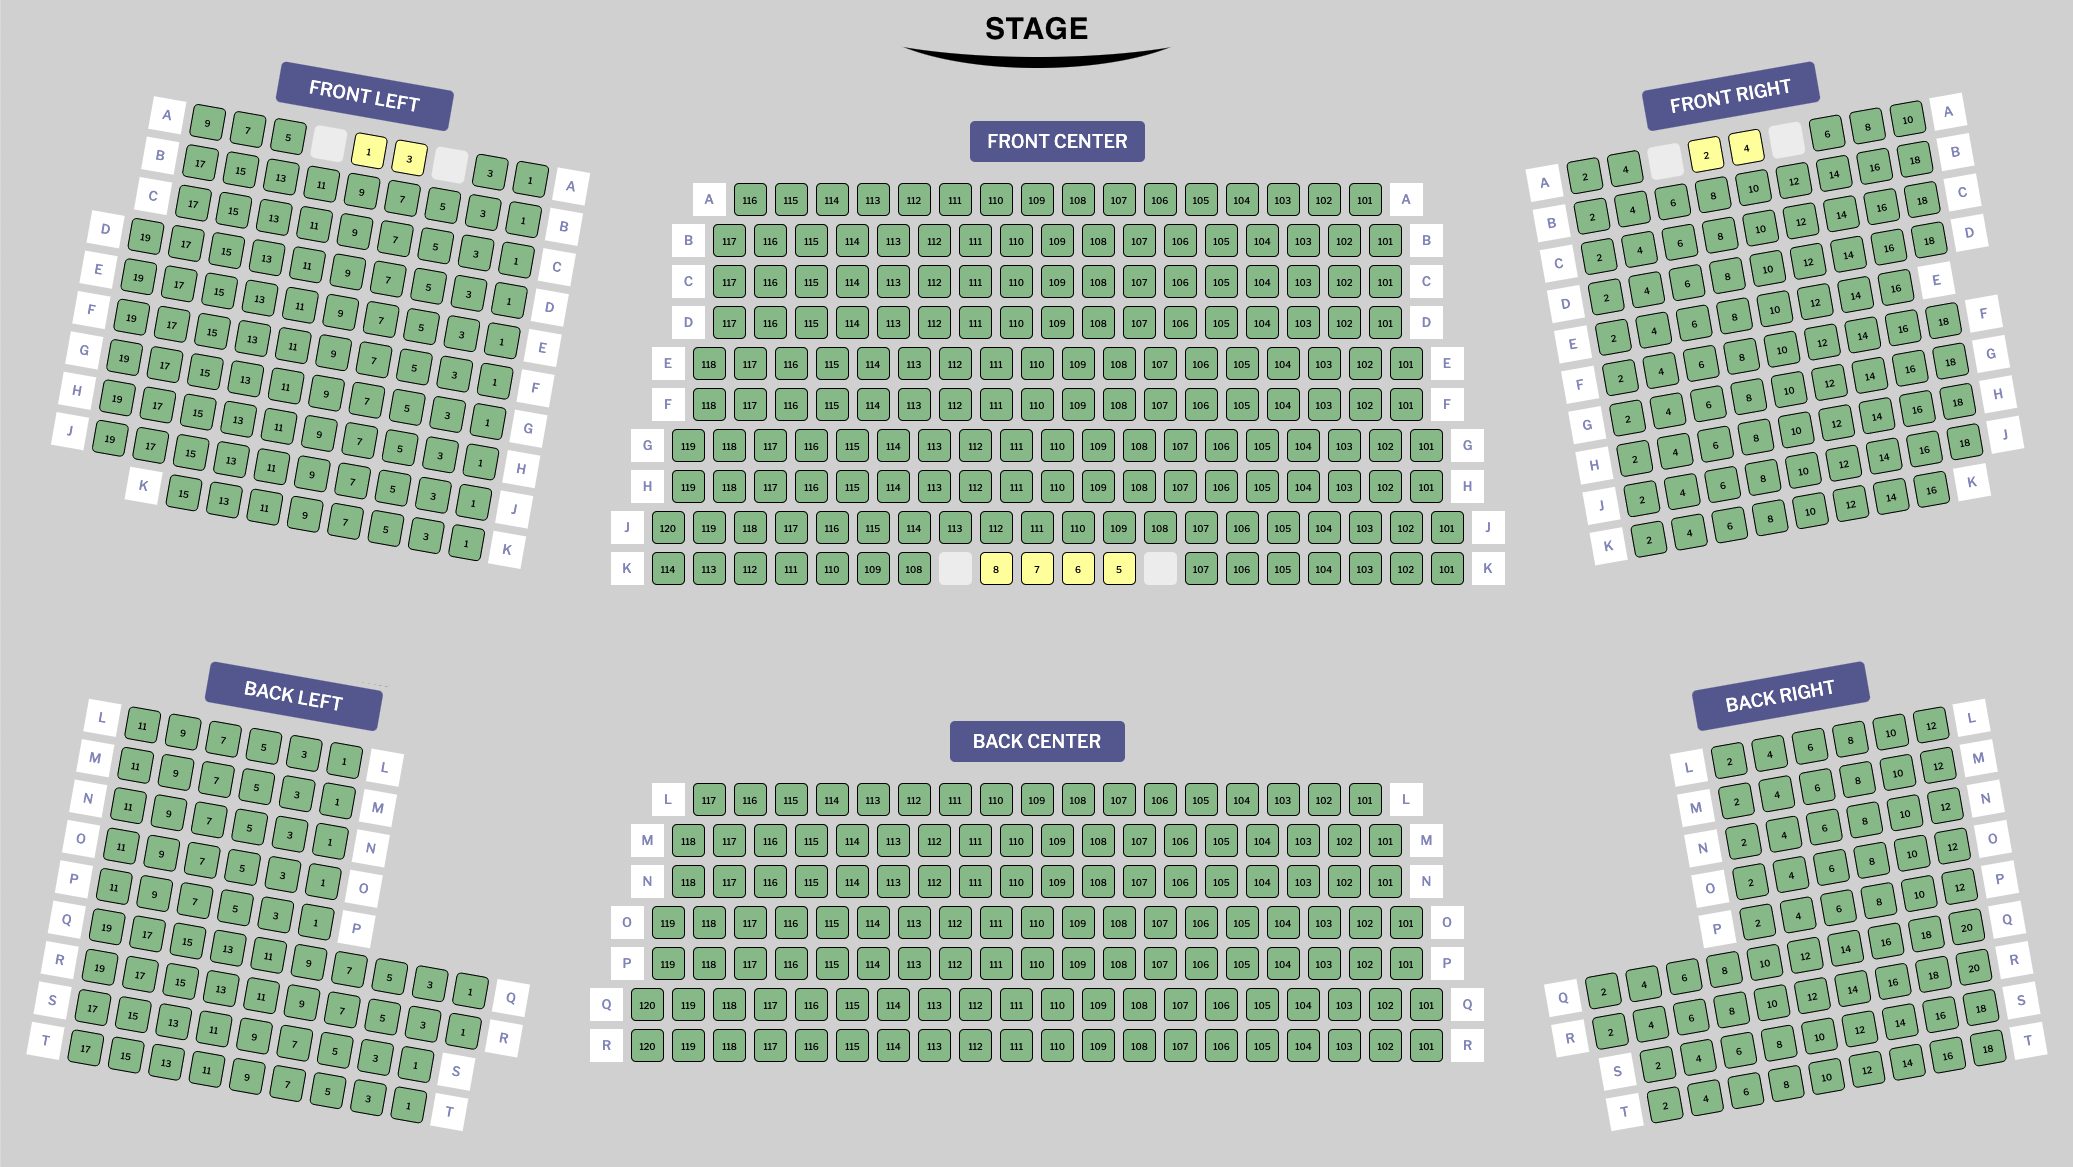 STAGE
FRONT LEFT
A 9 7 5 1 3 3 1 A
B 17 15 13 11 9 7 5 3 1 B
C 17 15 13 11 9 7 5 3 1 C
D 19 17 15 13 11 9 7 5 3 1 D
E 19 17 15 13 11 9 7 5 3 1 E
F 19 17 15 13 11 9 7 5 3 1 F
G 19 17 15 13 11 9 7 5 3 1 G
H 19 17 15 13 11 9 7 5 3 1 H
J 19 17 15 13 11 9 7 5 3 1 J
K 15 13 11 9 7 5 3 1 K
FRONT CENTER
A 116 115 114 113 112 111 110 109 108 107 106 105 104 103 102 101 A
B 117 116 115 114 113 112 111 110 109 108 107 106 105 104 103 102 101 B
C 117 116 115 114 113 112 111 110 109 108 107 106 105 104 103 102 101 C
D 117 116 115 114 113 112 111 110 109 108 107 106 105 104 103 102 101 D
E 118 117 116 115 114 113 112 111 110 109 108 107 106 105 104 103 102 101 E
F 118 117 116 115 114 113 112 111 110 109 108 107 106 105 104 103 102 101 F
G 119 118 117 116 115 114 113 112 111 110 109 108 107 106 105 104 103 102 101 G
H 119 118 117 116 115 114 113 112 111 110 109 108 107 106 105 104 103 102 101 H
J 120 119 118 117 116 115 114 113 112 111 110 109 108 107 106 105 104 103 102 101 J
K 114 113 112 111 110 109 108 8 7 6 5 107 106 105 104 103 102 101 K
FRONT RIGHT
A 2 4 2 4 6 8 10 A
B 2 4 6 8 10 12 14 16 18 B
C 2 4 6 8 10 12 14 16 18 C
D 2 4 6 8 10 12 14 16 18 D
E 2 4 6 8 10 12 14 16 E
F 2 4 6 8 10 12 14 16 18 F
G 2 4 6 8 10 12 14 16 18 G
H 2 4 6 8 10 12 14 16 18 H
J 2 4 6 8 10 12 14 16 18 J
K 2 4 6 8 10 12 14 16 K
BACK LEFT
L 11 9 7 5 3 1 L
M 11 9 7 5 3 1 M
N 11 9 7 5 3 1 N
O 11 9 7 5 3 1 O
P 11 9 7 5 3 1 P
Q 19 17 15 13 11 9 7 5 3 1 Q
R 19 17 15 13 11 9 7 5 3 1 R
S 17 15 13 11 9 7 5 3 1 S
T 17 15 13 11 9 7 5 3 1 T
BACK CENTER
L 117 116 115 114 113 112 111 110 109 108 107 106 105 104 103 102 101 L
M 118 117 116 115 114 113 112 111 110 109 108 107 106 105 104 103 102 101 M
N 118 117 116 115 114 113 112 111 110 109 108 107 106 105 104 103 102 101 N
O 119 118 117 116 115 114 113 112 111 110 109 108 107 106 105 104 103 102 101 O
P 119 118 117 116 115 114 113 112 111 110 109 108 107 106 105 104 103 102 101 P
Q 120 119 118 117 116 115 114 113 112 111 110 109 108 107 106 105 104 103 102 101 Q
R 120 119 118 117 116 115 114 113 112 111 110 109 108 107 106 105 104 103 102 101 R
BACK RIGHT
L 2 4 6 8 10 12 L
M 2 4 6 8 10 12 M
N 2 4 6 8 10 12 N
O 2 4 6 8 10 12 O
P 2 4 6 8 10 12 P
Q 2 4 6 8 10 12 14 16 18 20 Q
R 2 4 6 8 10 12 14 16 18 20 R
S 2 4 6 8 10 12 14 16 18 S
T 2 4 6 8 10 12 14 16 18 T